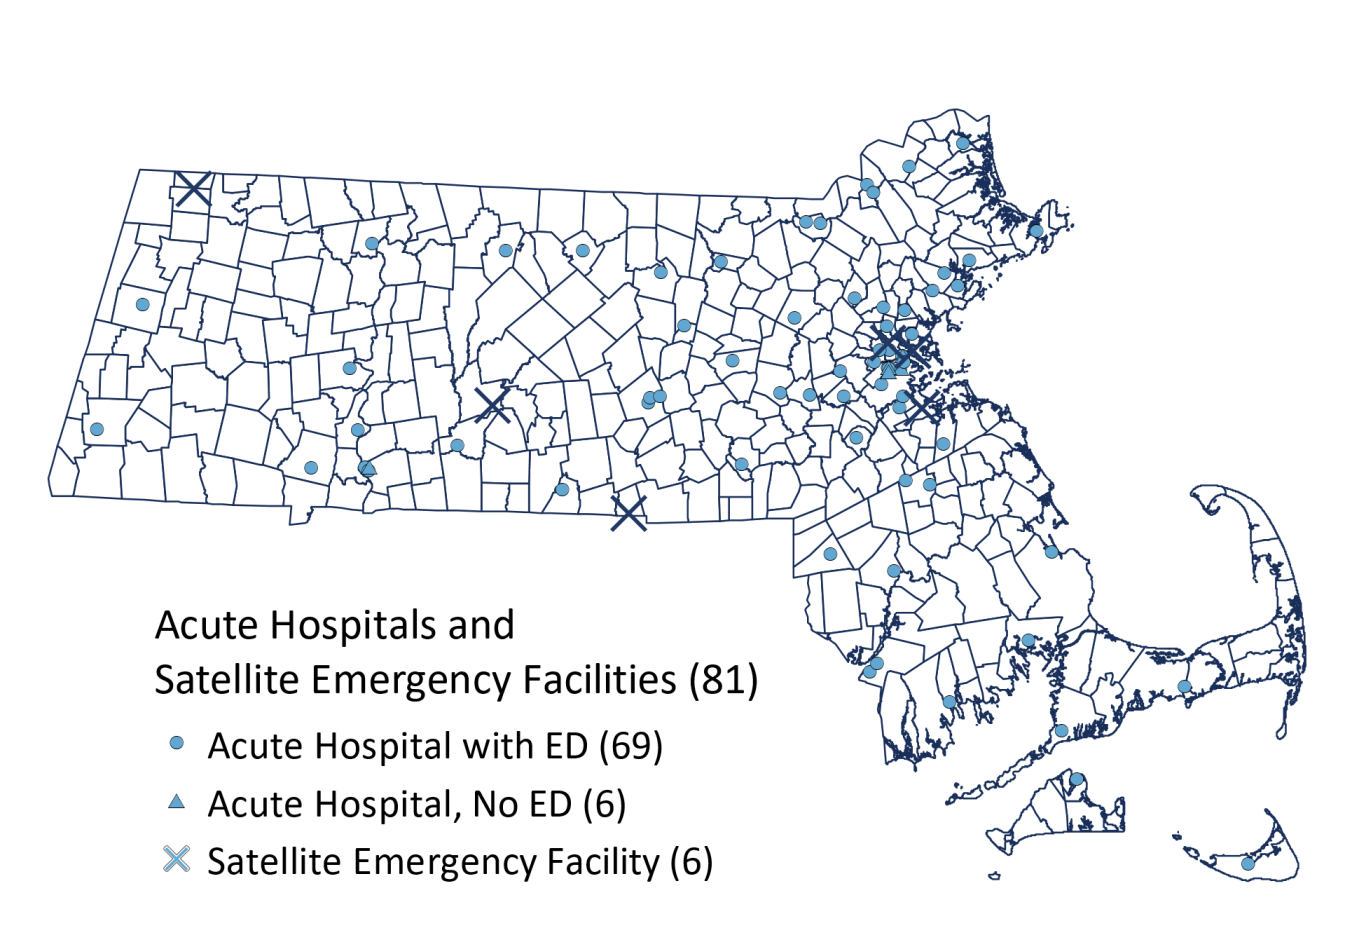 Acute Hospitals and
Satellite Emergency Facilities (81)
Acute Hospital with ED (69)
Acute Hospital, No ED (6)
Satellite Emergency Facility (6)